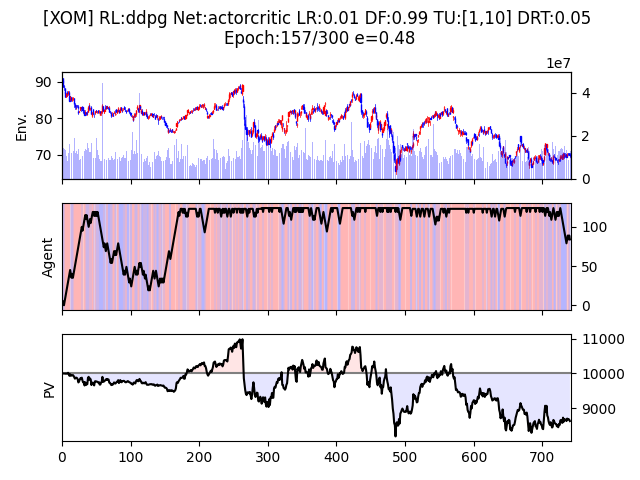 [XOM] RL:ddpg Net:actorcritic LR:0.01 DF:0.99 TU:[1,10] DRT:0.05
Epoch:157/300 e=0.48
1e7
90
80
70
Env.
4
2
0
Agent
100
50
0
PV
11000
10000
9000
0 100 200 300 400 500 600 700